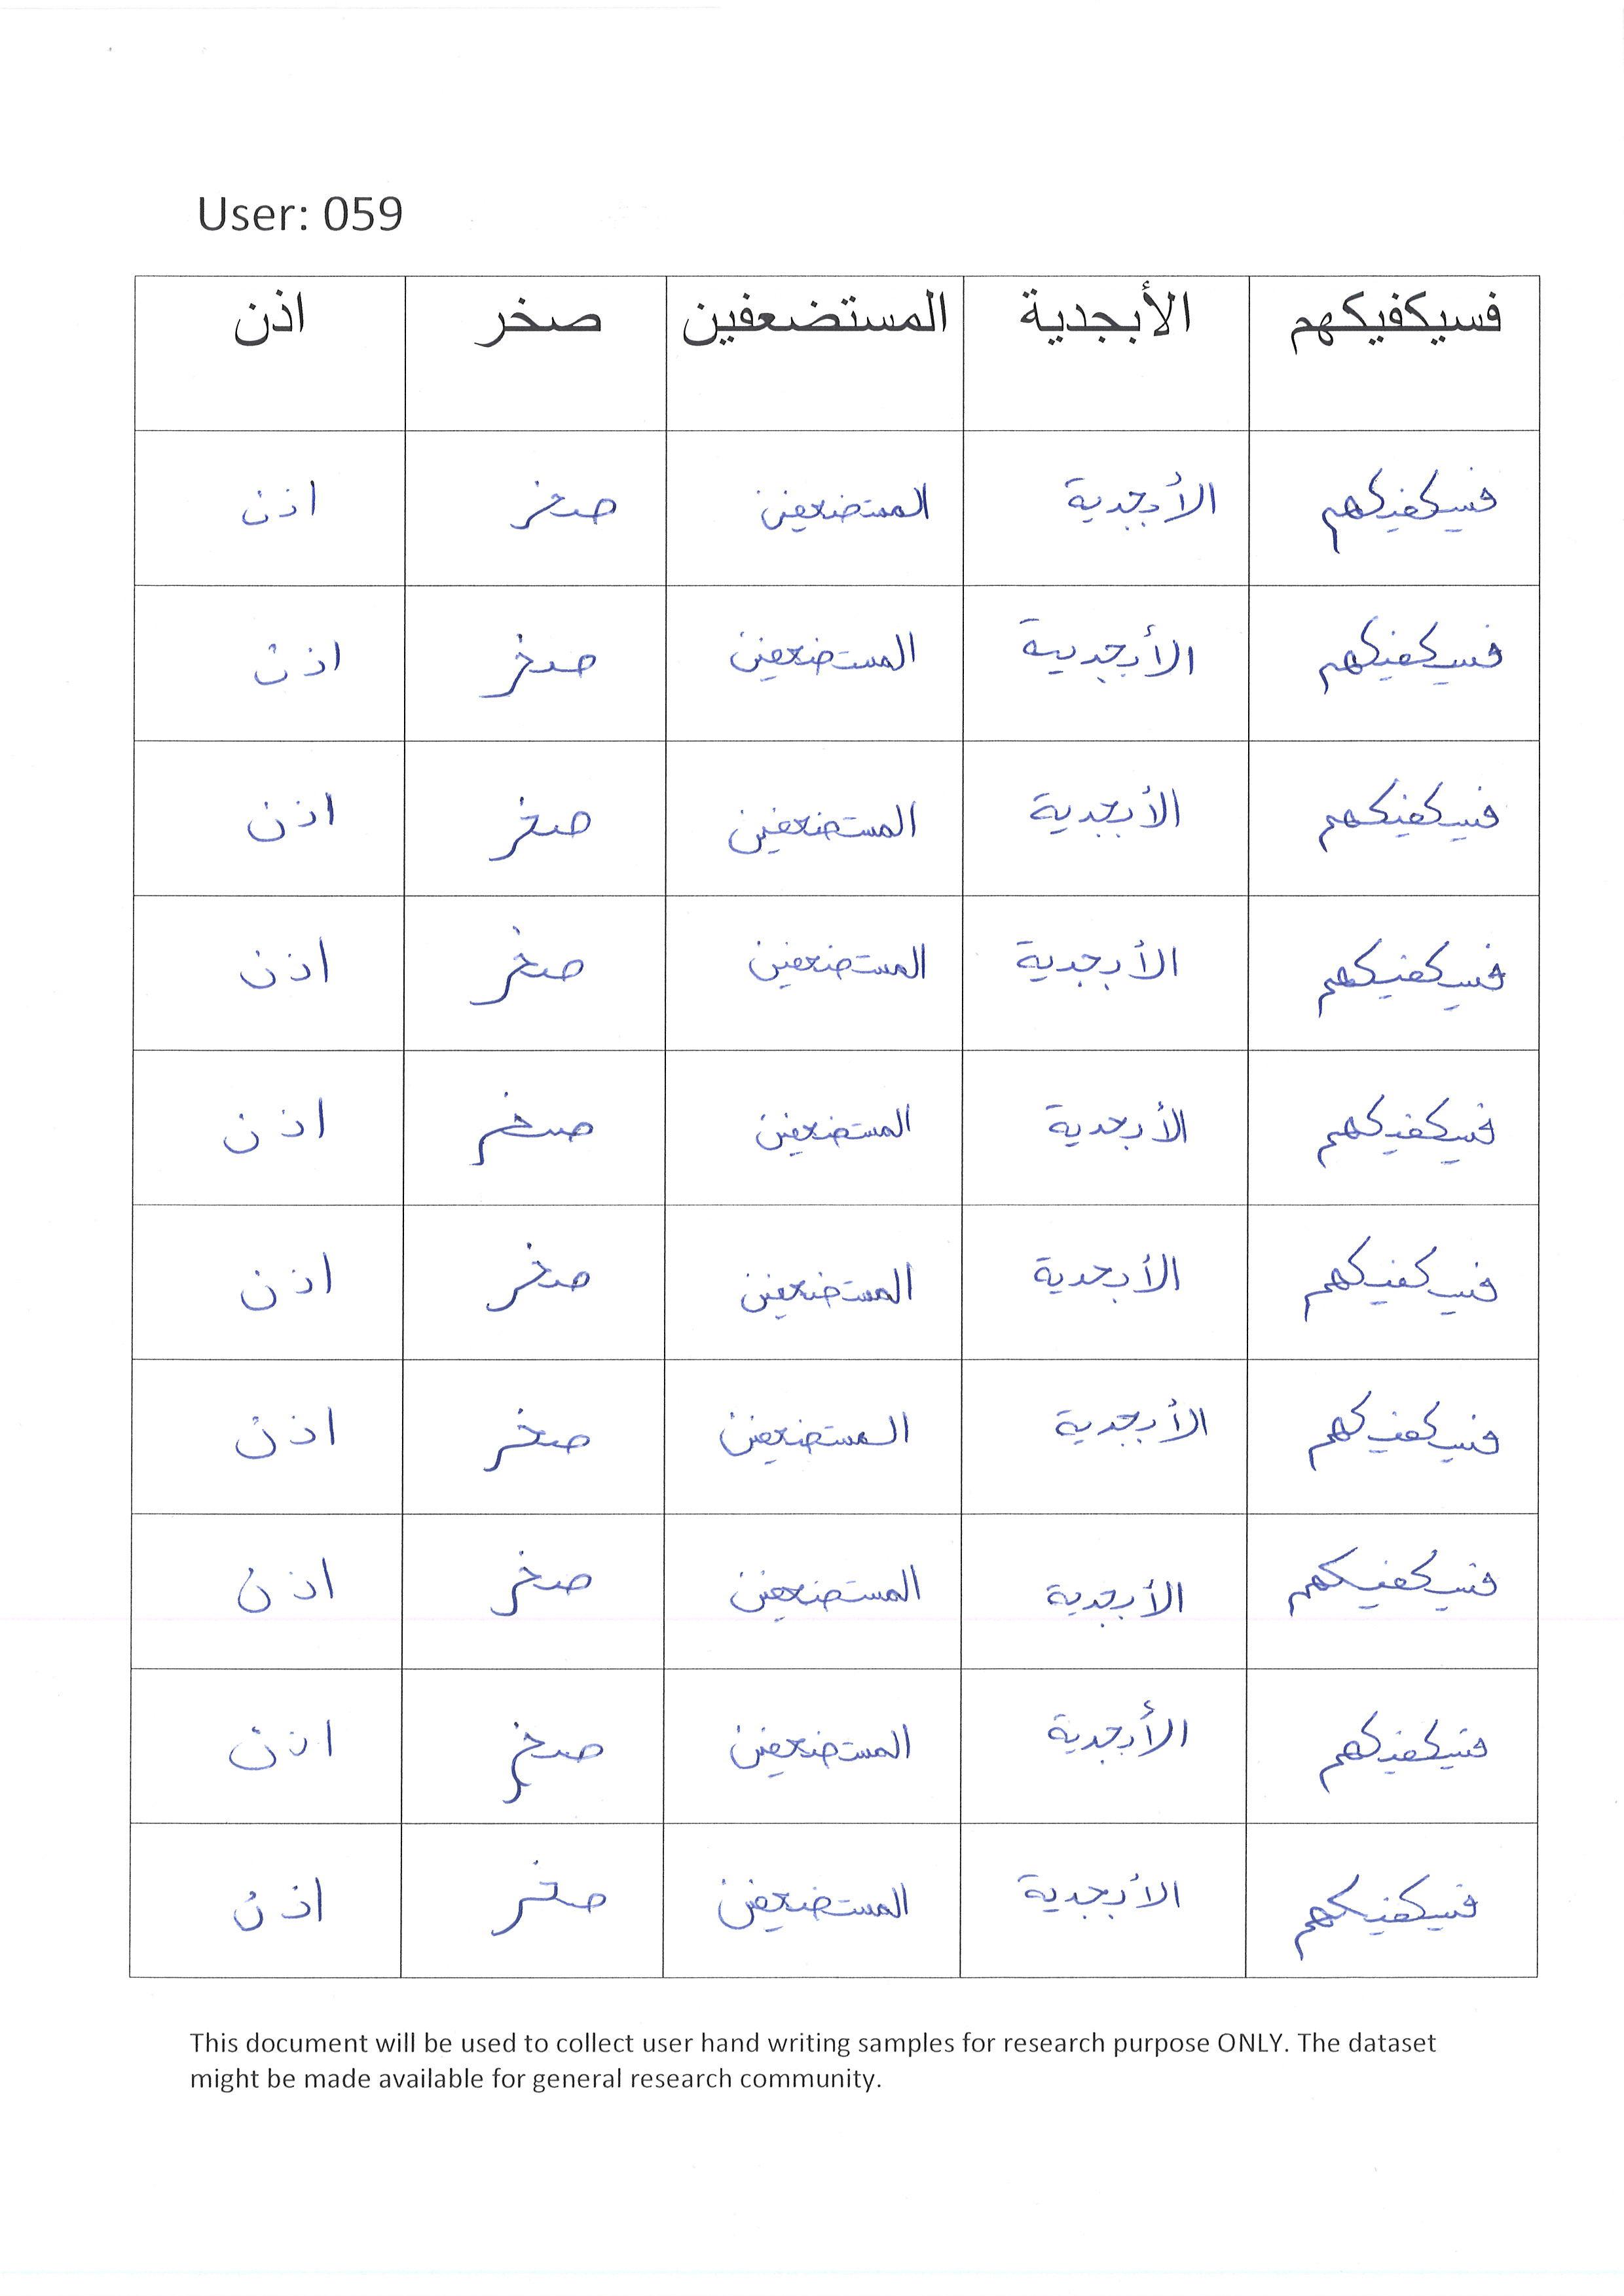 User: 059
فسيكفيكهم الأبجدية المستضعفين صخر اذن
فسيكفيكهم الأبجدية المستضعفين صخر اذن
فسيكفيكهم الأبجدية المستضعفين صخر اذن
فسيكفيكهم الأبجدية المستضعفين صخر اذن
فسيكفيكهم الأبجدية المستضعفين صخر اذن
فسيكفيكهم الأبجدية المستضعفين صخر اذن
فسيكفيكهم الأبجدية المستضعفين صخر اذن
فسيكفيكهم الأبجدية المستضعفين صخر اذن
فسيكفيكهم الأبجدية المستضعفين صخر اذن
فسيكفيكهم الأبجدية المستضعفين صخر اذن
فسيكفيكهم الأبجدية المستضعفين صخر اذن
This document will be used to collect user hand writing samples for research purpose ONLY. The dataset
might be made available for general research community.